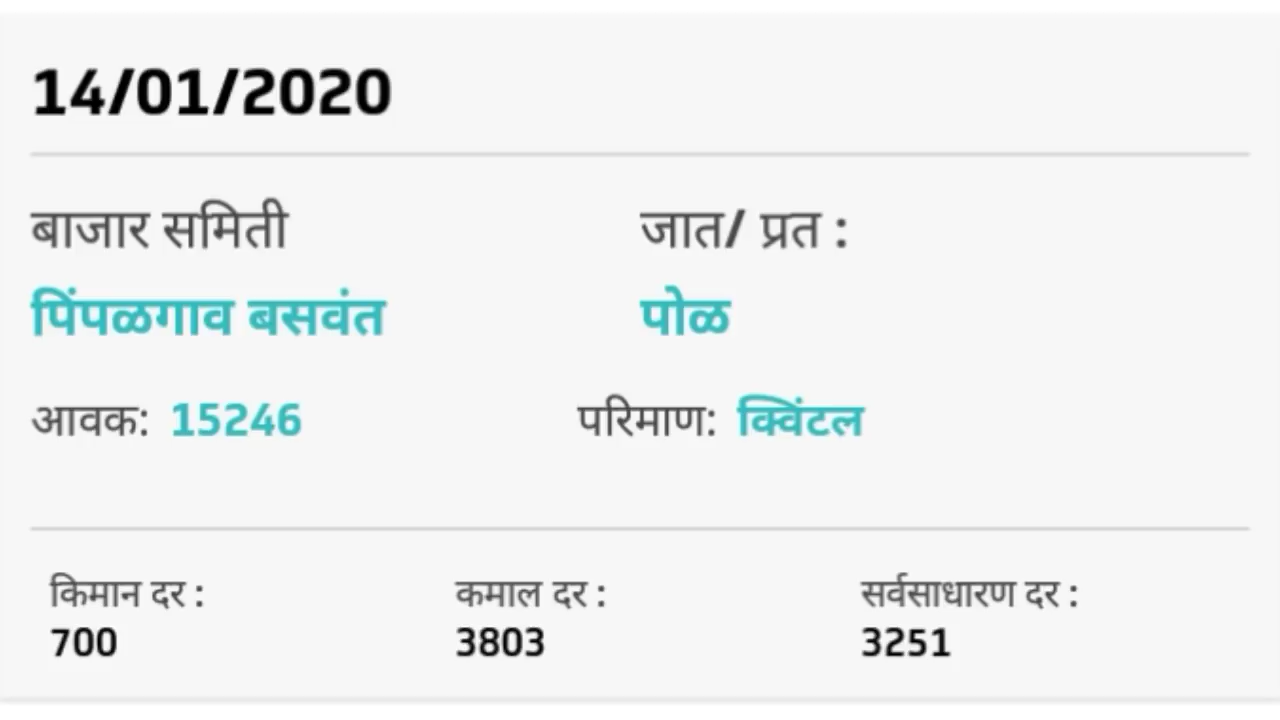 14/01/2020
बाजार समिती जात/ प्रत :
पिंपळगाव बसवंत पोळ
आवक: 15246 परिमाण: क्विंटल
किमान दर : कमाल दर : सर्वसाधारण दर :
700 3803 3251